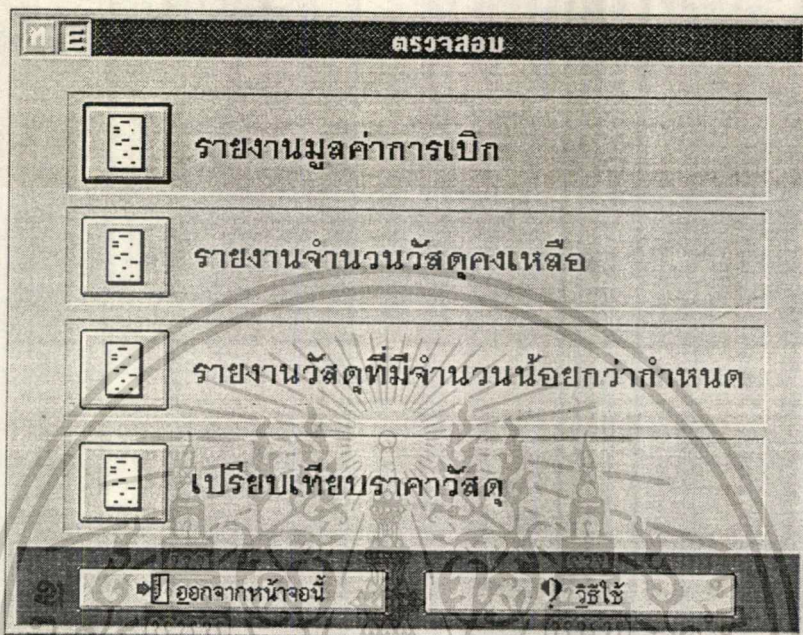 ท
ตรวจสอบ
รายงานมูลค่าการเบิก
รายงานจำนวนวัสดุคงเหลือ
รายงานวัสดุที่มีจำนวนน้อยกว่ากำหนด
เปรียบเทียบราคาวัสดุ
ออกจากหน้าจอนี้
? วิธีใช้